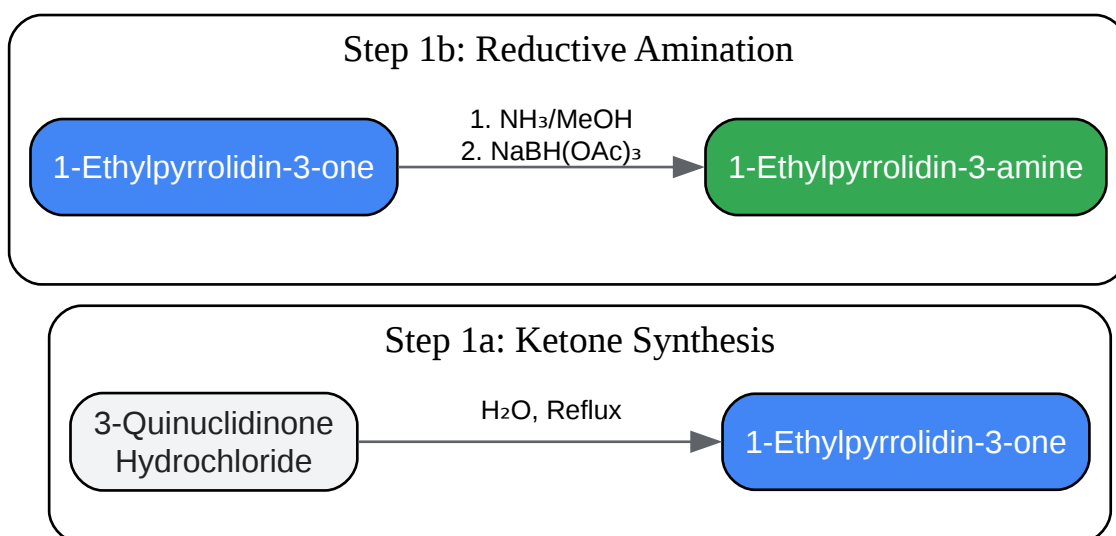 Step 1b: Reductive Amination
1-Ethylpyrrolidin-3-one
1. NH₃/MeOH
2. NaBH(OAc)₃
1-Ethylpyrrolidin-3-amine
Step 1a: Ketone Synthesis
3-Quinuclidinone
Hydrochloride
H₂O, Reflux
1-Ethylpyrrolidin-3-one